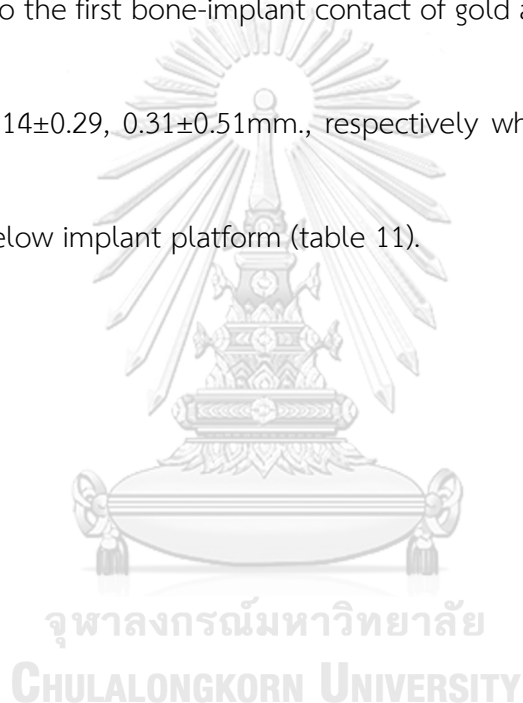 o the first bone-implant contact of gold a
14±0.29, 0.31±0.51mm., respectively wh
elow implant platform (table 11).
จุฬาลงกรณ์มหาวิทยาลัย
CHULALONGKORN UNIVERSITY